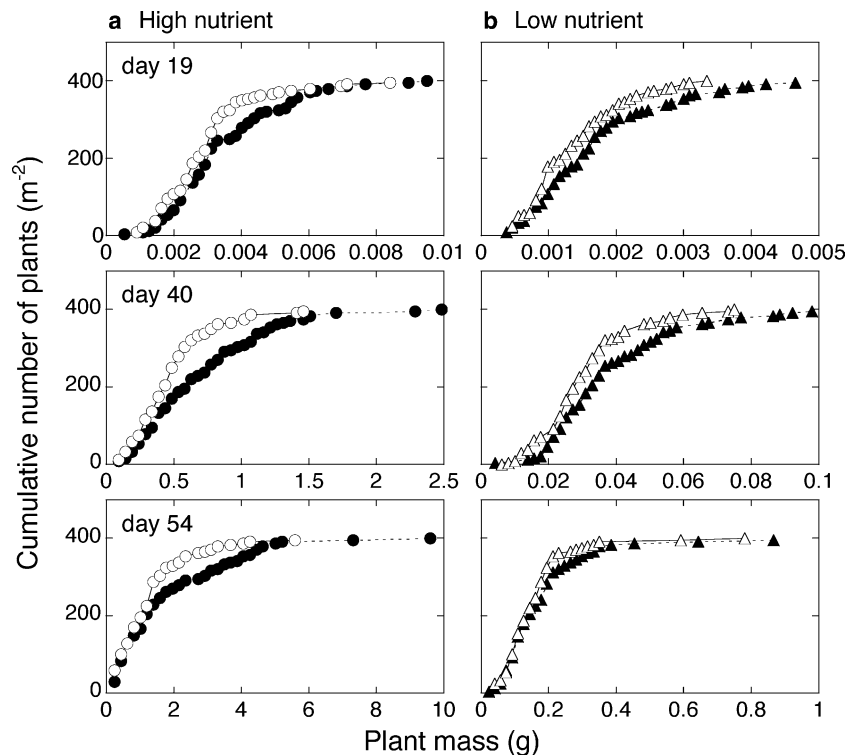 a High nutrient
b Low nutrient
day 19
400
200
0
0 0.002 0.004 0.006 0.008 0.01
0 0.001 0.002 0.003 0.004 0.005
day 40
400
200
0
0 0.5 1 1.5 2 2.5
0 0.02 0.04 0.06 0.08 0.1
day 54
400
200
0
0 2 4 6 8 10
0 0.2 0.4 0.6 0.8 1
Cumulative number of plants (m⁻²)
Plant mass (g)